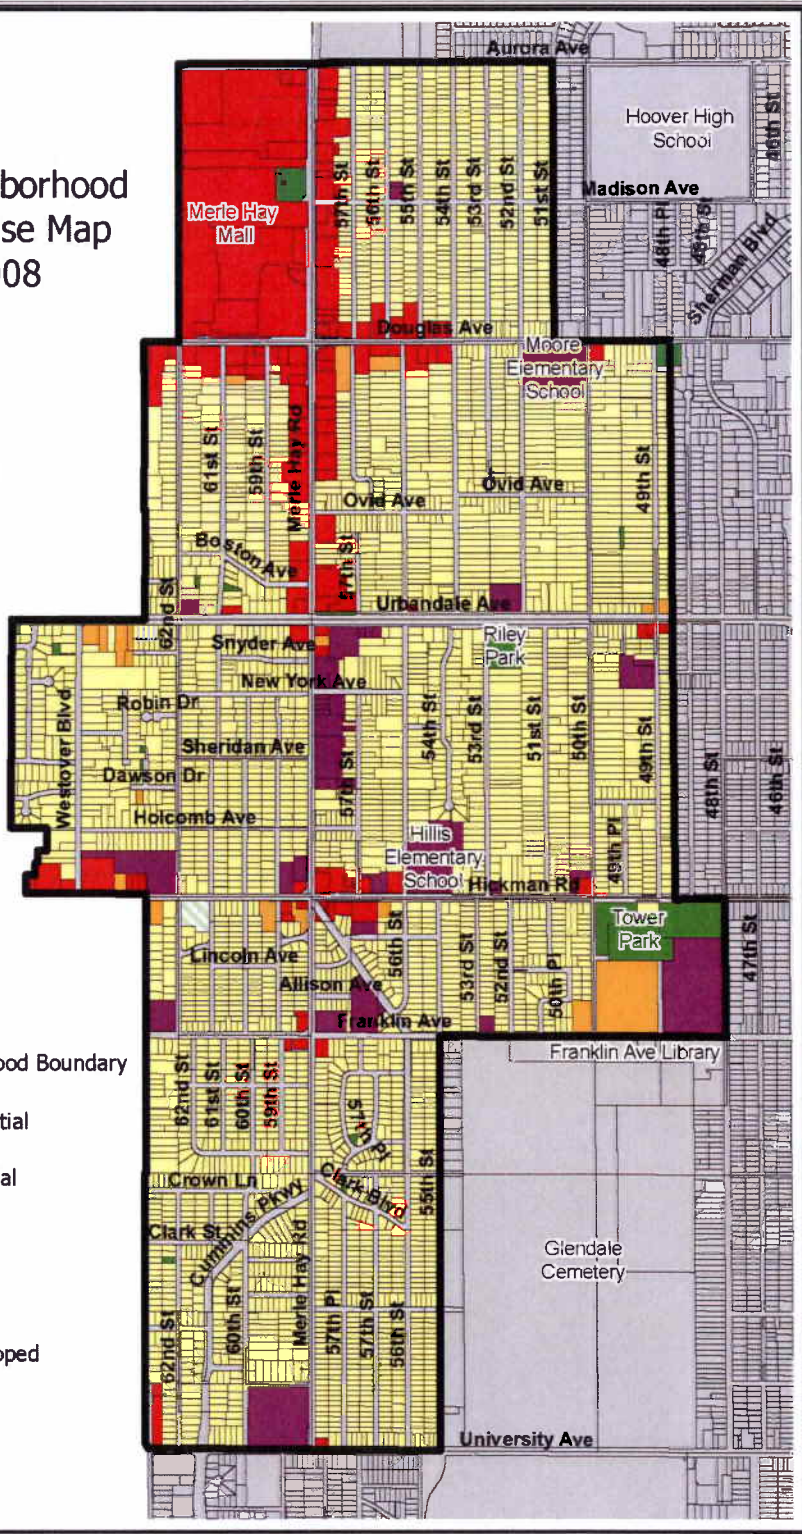 Aurora Ave
Hoover High
School
46th St
borhood
se Map
08
Madison Ave
57th St
56th St
55th St
54th St
53rd St
52nd St
51st St
48th Pl
Merle Hay
Mall
Sherman Blvd
Douglas Ave
Moore
Elementary
School
61st St
59th St
Merle Hay Rd
49th St
Ovid Ave
Ovid Ave
Boston Ave
57th St
62nd St
Urbandale Ave
Snyder Ave
Riley
Park
New York Ave
Robin Dr
Westover Blvd
54th St
53rd St
51st St
50th St
49th St
Sheridan Ave
57th St
48th St
46th St
Dawson Dr
Holcomb Ave
Hillis
Elementary
School
49th Pl
Hickman Rd
Tower
Park
56th St
53rd St
52nd St
50th Pl
47th St
Lincoln Ave
Allison Ave
Franklin Ave
ood Boundary
Franklin Ave Library
62nd St
61st St
60th St
59th St
57th Pl
tial
55th St
al
Crown Ln
Clark Blvd
Clark St
Cummins Pkwy
Merle Hay Rd
Glendale
Cemetery
62nd St
60th St
57th Pl
57th St
56th St
oped
University Ave